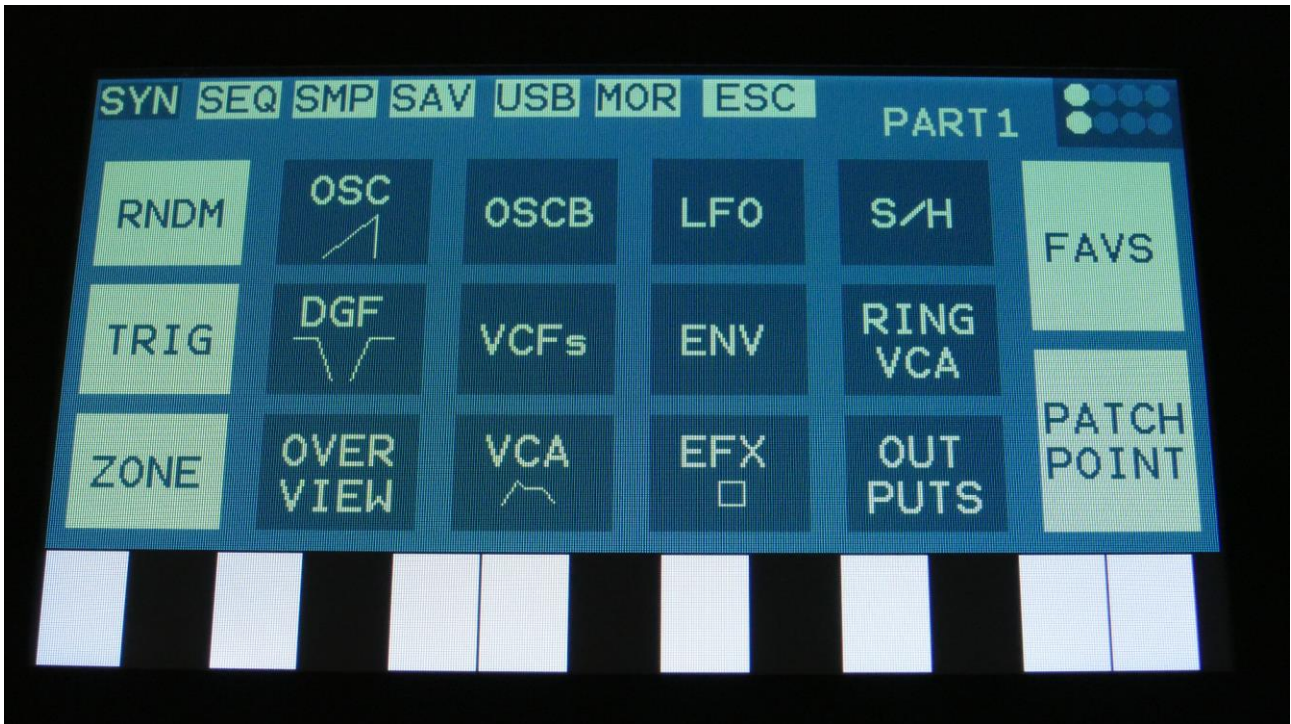 SYN SEQ SMP SAV USB MOR ESC
PART1
RNDM
OSC
OSCB
LFO
S/H
FAVS
TRIG
DGF
VCFs
ENV
RING
VCA
PATCH
POINT
ZONE
OVER
VIEW
VCA
EFX
OUT
PUTS